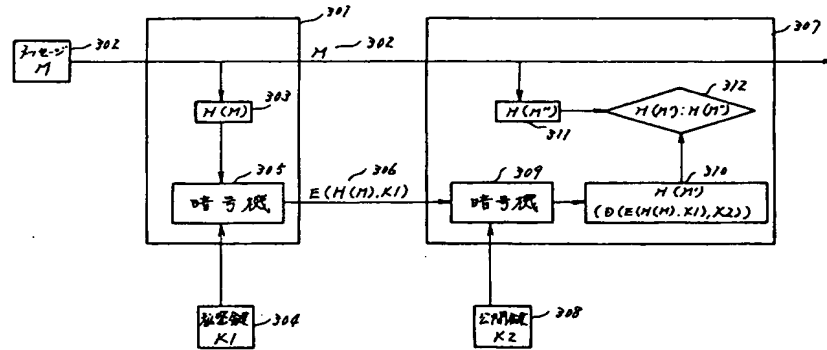 301
302
メッセージ
M
M
302
307
H(M)
303
H(M'')
311
312
H(M'):H(M'')
305
暗号機
306
E(H(M),K1)
309
暗号機
310
H(M')
(D(E(H(M),K1),K2))
秘密鍵
K1
304
公開鍵
K2
308